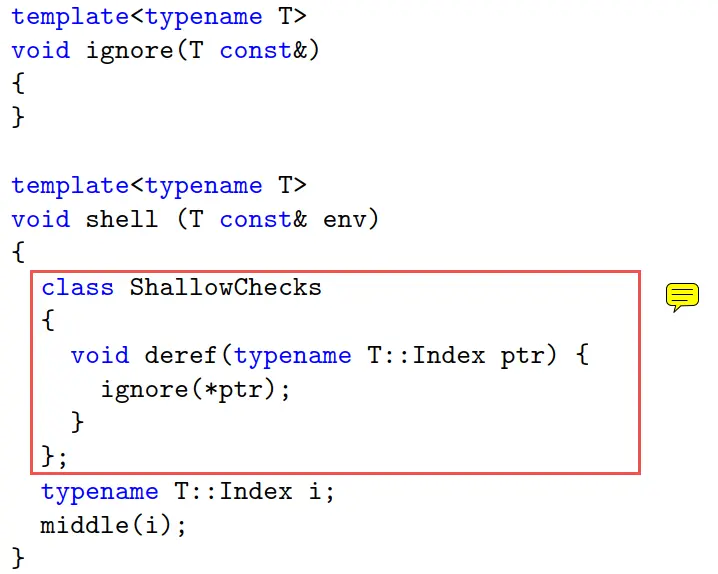 template<typename T>
void ignore(T const&)
{
}
template<typename T>
void shell (T const& env)
{
class ShallowChecks
{
void deref(typename T::Index ptr) {
ignore(*ptr);
}
};
typename T::Index i;
middle(i);
}